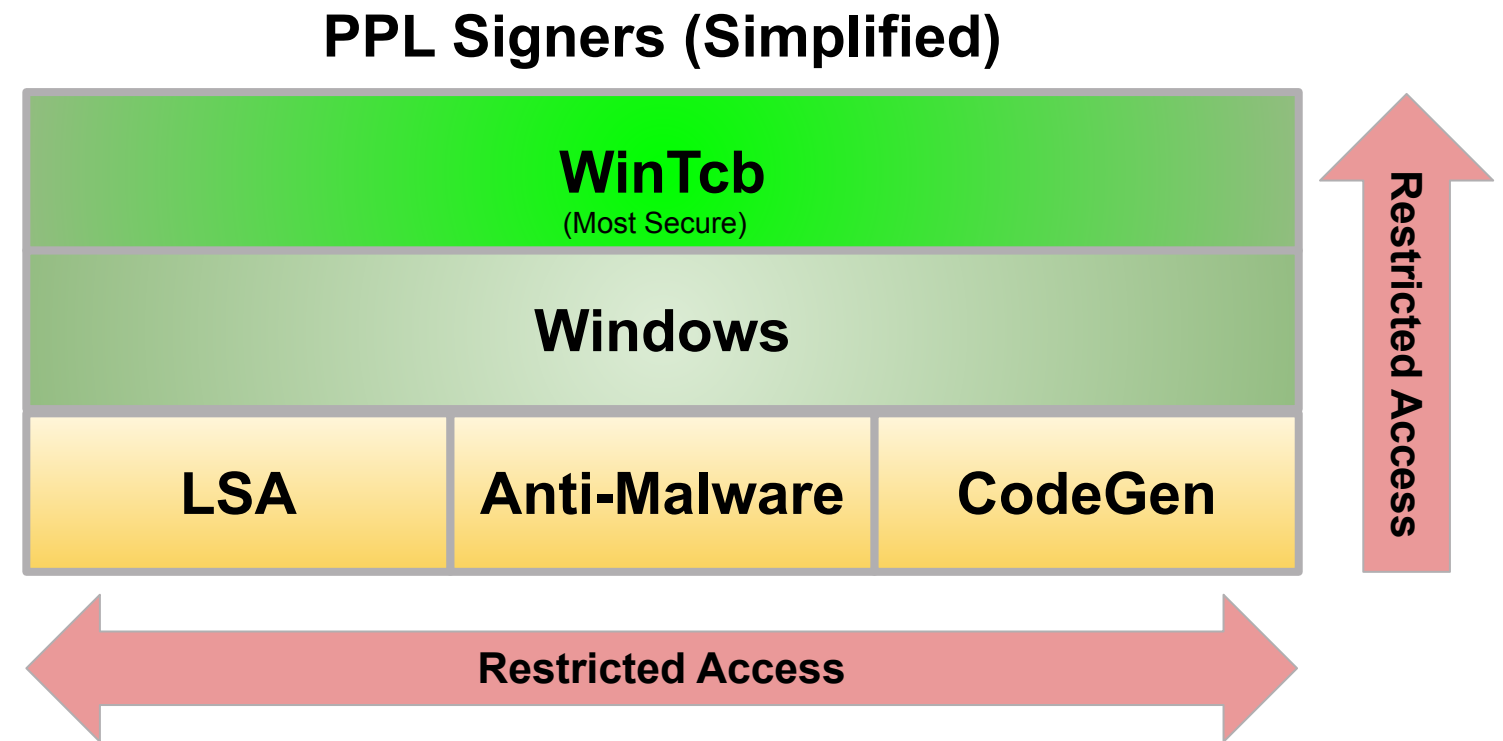 PPL Signers (Simplified)
WinTcb
(Most Secure)
Windows
LSA
Anti-Malware
CodeGen
Restricted Access
Restricted Access